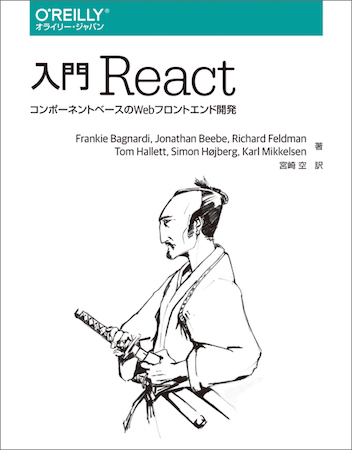 O'REILLY®
オライリー・ジャパン
入門 React
コンポーネントベースのWebフロントエンド開発
Frankie Bagnardi, Jonathan Beebe, Richard Feldman
Tom Hallett, Simon Højberg, Karl Mikkelsen 著
宮崎 空 訳